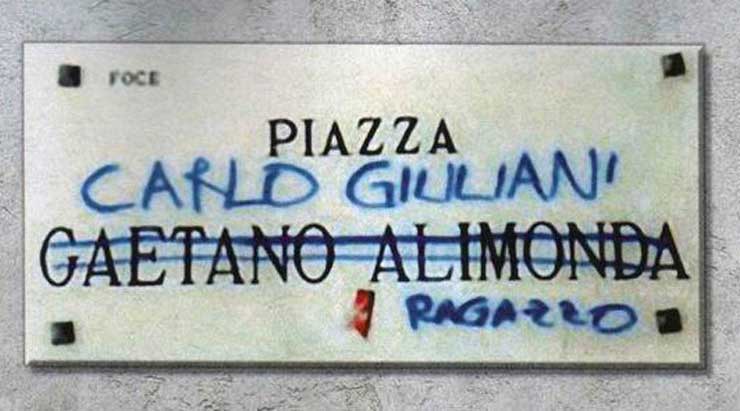 FOCE
PIAZZA
CARLO GIULIANI
GAETANO ALIMONDA
RAGAZZO